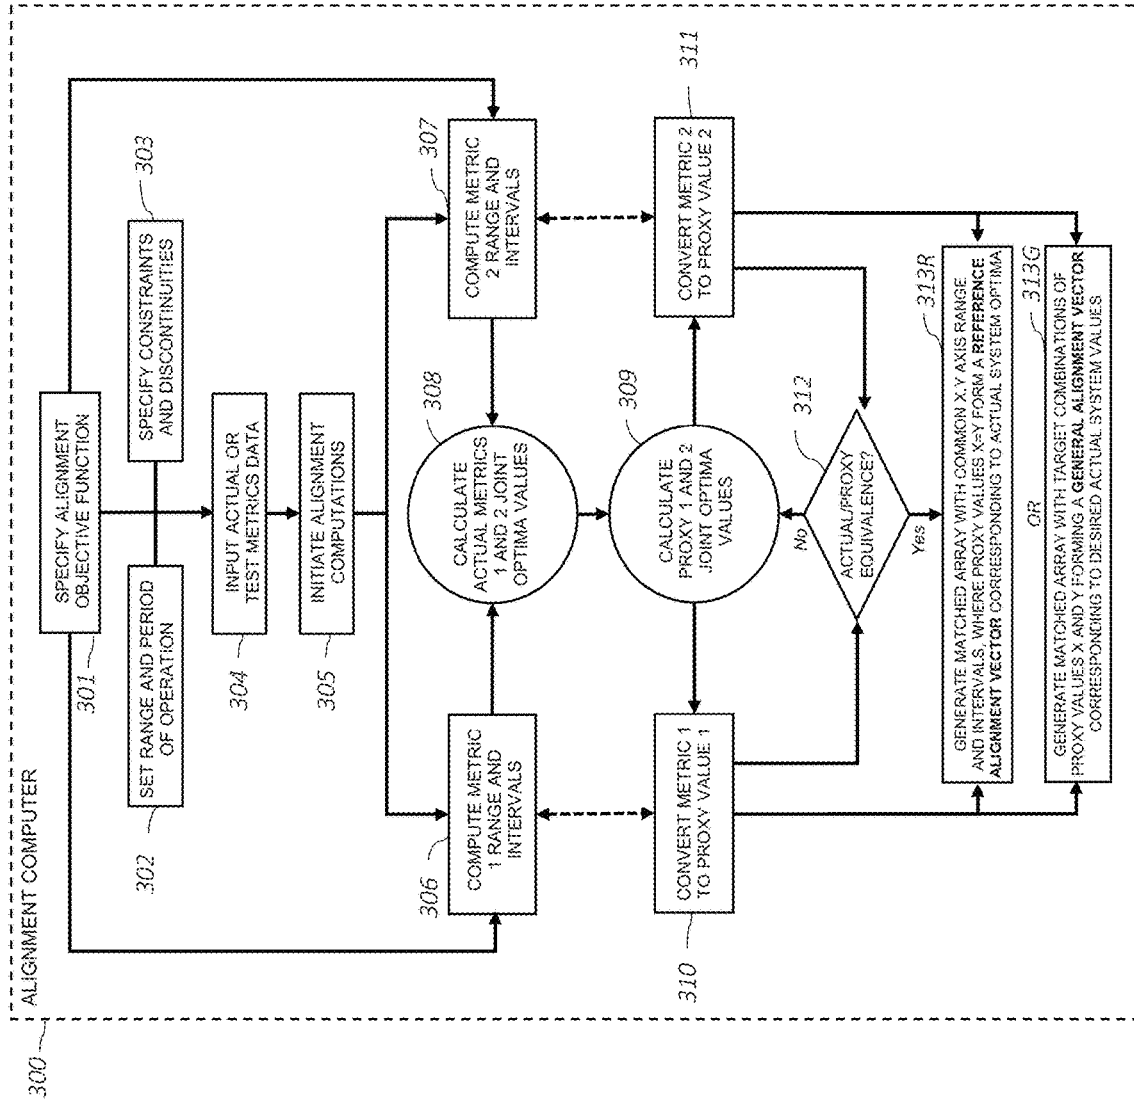 300
ALIGNMENT COMPUTER
SPECIFY ALIGNMENT
OBJECTIVE FUNCTION
301
SET RANGE AND PERIOD
OF OPERATION
302
SPECIFY CONSTRAINTS
AND DISCONTINUITIES
303
INPUT ACTUAL OR
TEST METRICS DATA
304
INITIATE ALIGNMENT
COMPUTATIONS
305
COMPUTE METRIC
1 RANGE AND
INTERVALS
306
COMPUTE METRIC
2 RANGE AND
INTERVALS
307
CALCULATE
ACTUAL METRICS
1 AND 2 JOINT
OPTIMA VALUES
308
CALCULATE
PROXY 1 AND 2
JOINT OPTIMA
VALUES
309
CONVERT METRIC 1
TO PROXY VALUE 1
310
CONVERT METRIC 2
TO PROXY VALUE 2
311
ACTUAL/PROXY
EQUIVALENCE?
312
No
Yes
GENERATE MATCHED ARRAY WITH COMMON X,Y AXIS RANGE
AND INTERVALS, WHERE PROXY VALUES X=Y FORM A REFERENCE
ALIGNMENT VECTOR CORRESPONDING TO ACTUAL SYSTEM OPTIMA
313R
OR
GENERATE MATCHED ARRAY WITH TARGET COMBINATIONS OF
PROXY VALUES X AND Y FORMING A GENERAL ALIGNMENT VECTOR
CORRESPONDING TO DESIRED ACTUAL SYSTEM VALUES
313G